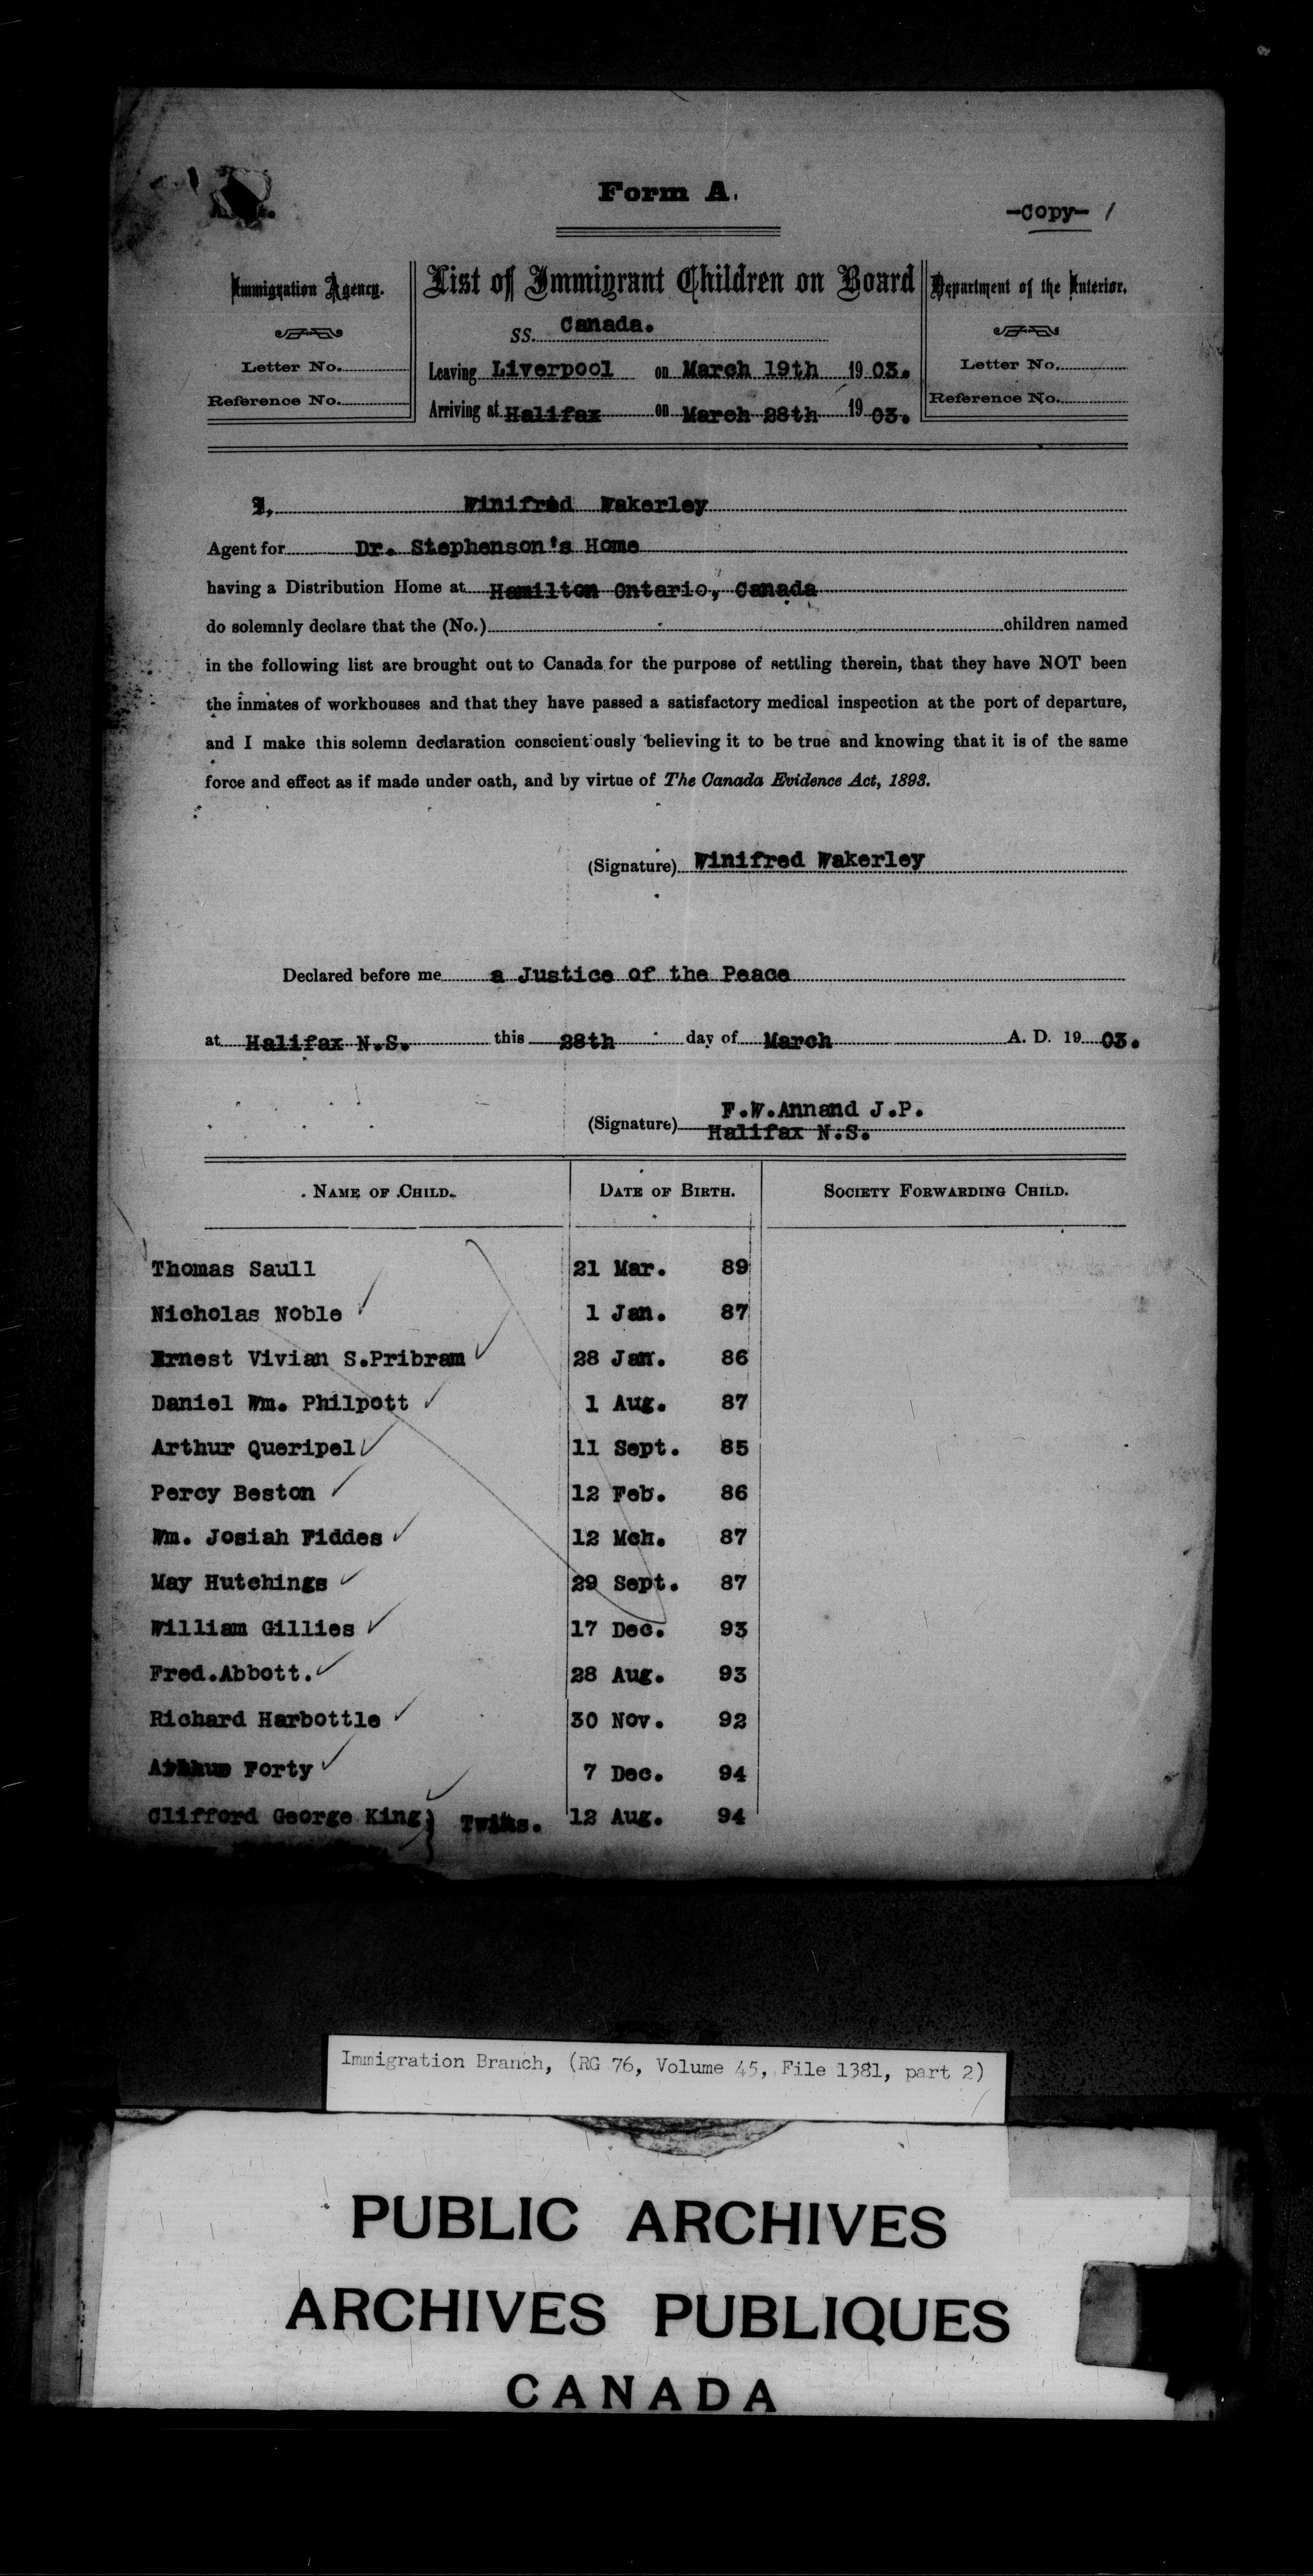 Form A.
-Copy- /
Immigration Agency.
Letter No.
Reference No.
List of Immigrant Children on Board
SS. Canada.
Leaving Liverpool on March 19th 19 03.
Arriving at Halifax on March 28th 19 03.
Department of the Interior.
Letter No.
Reference No.
I, Winifred Wakerley
Agent for Dr. Stephenson's Home
having a Distribution Home at Hamilton Ontario, Canada
do solemnly declare that the (No.) children named
in the following list are brought out to Canada for the purpose of settling therein, that they have NOT been
the inmates of workhouses and that they have passed a satisfactory medical inspection at the port of departure,
and I make this solemn declaration conscientiously believing it to be true and knowing that it is of the same
force and effect as if made under oath, and by virtue of The Canada Evidence Act, 1893.
(Signature) Winifred Wakerley
Declared before me a Justice of the Peace
at Halifax N.S. this 28th day of March A. D. 19 03.
(Signature) F.W.Annand J.P.
Halifax N.S.
NAME OF CHILD. DATE OF BIRTH. SOCIETY FORWARDING CHILD.
Thomas Saull 21 Mar. 89
Nicholas Noble 1 Jan. 87
Ernest Vivian S.Pribram 28 Jan. 86
Daniel Wm. Philpott 1 Aug. 87
Arthur Queripel 11 Sept. 85
Percy Beston 12 Feb. 86
Wm. Josiah Fiddes 12 Mch. 87
May Hutchings 29 Sept. 87
William Gillies 17 Dec. 93
Fred.Abbott. 28 Aug. 93
Richard Harbottle 30 Nov. 92
Forty 7 Dec. 94
Clifford George King) Twins. 12 Aug. 94
Immigration Branch, (RG 76, Volume 45, File 1381, part 2)
PUBLIC ARCHIVES
ARCHIVES PUBLIQUES
CANADA